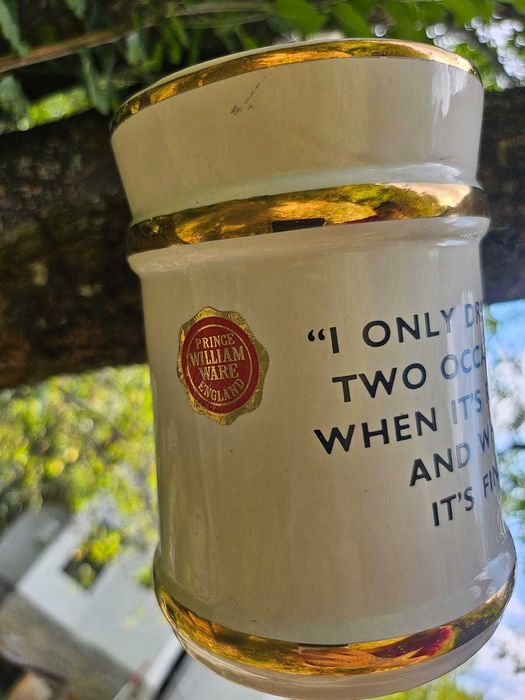 PRINCE
WILLIAM
WARE
ENGLAND
“I ONLY
TWO
WHEN IT'S
AND
IT'S